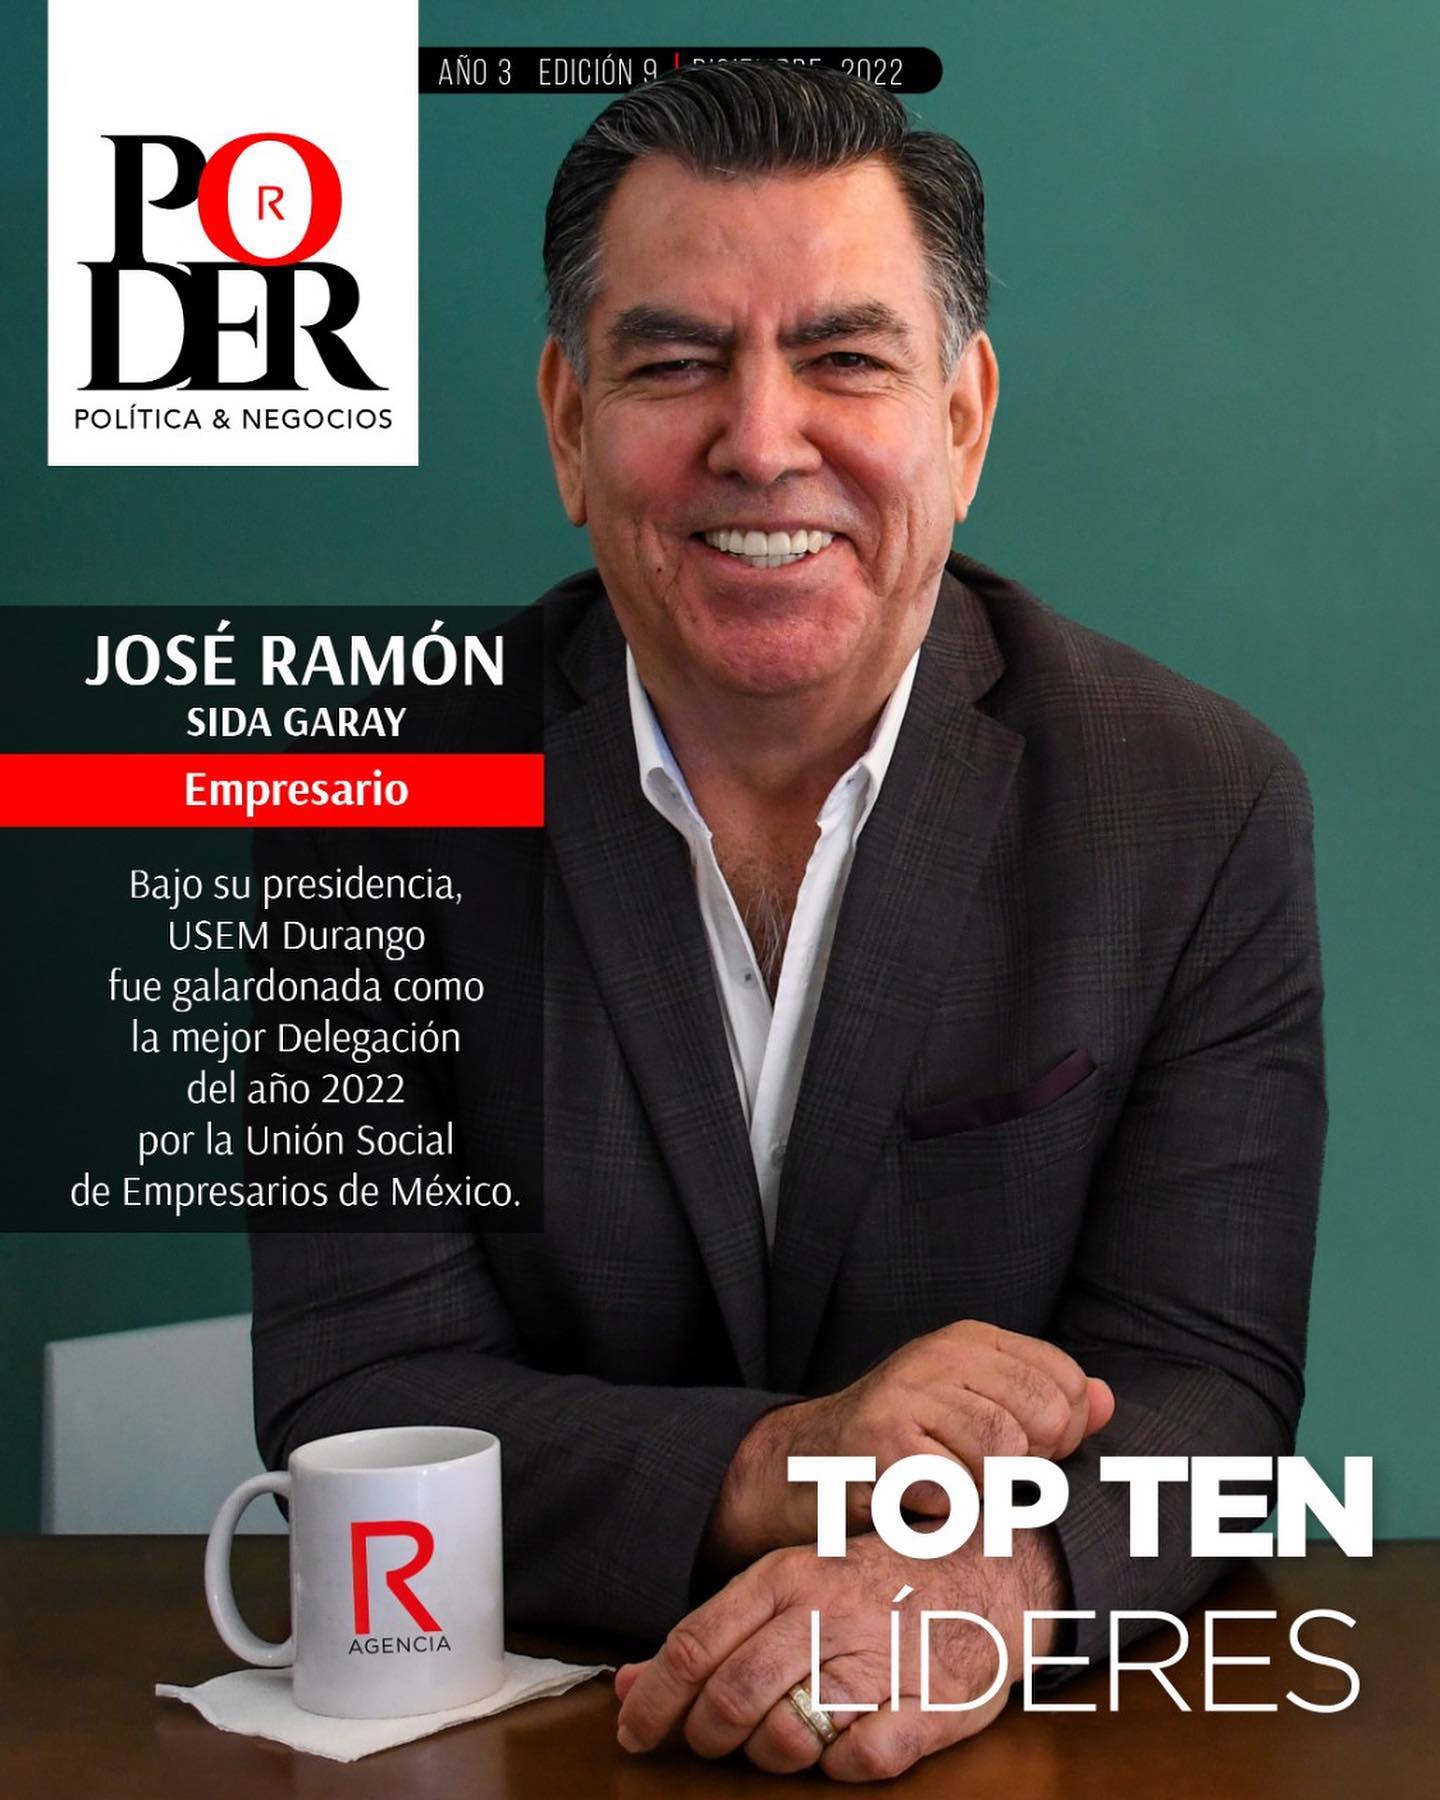 AÑO 3 EDICIÓN 9 | 2022
PODER
R
POLÍTICA & NEGOCIOS
JOSÉ RAMÓN
SIDA GARAY
Empresario
Bajo su presidencia,
USEM Durango
fue galardonada como
la mejor Delegación
del año 2022
por la Unión Social
de Empresarios de México.
R
AGENCIA
TOP TEN
LÍDERES